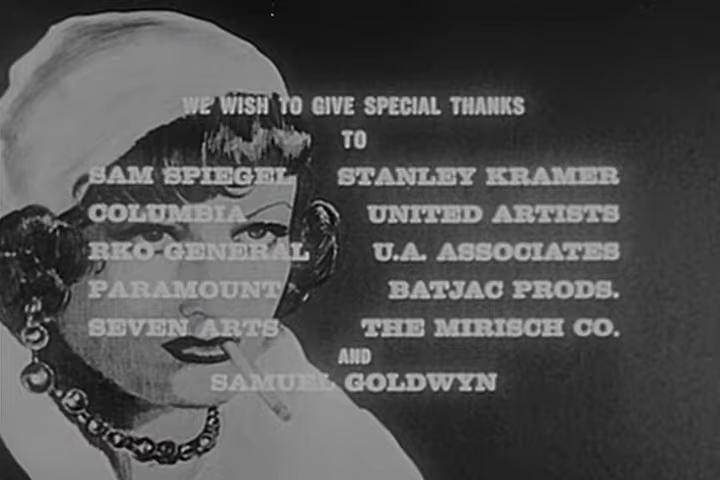 WE WISH TO GIVE SPECIAL THANKS
TO
SAM SPIEGEL STANLEY KRAMER
COLUMBIA UNITED ARTISTS
RKO GENERAL U.A. ASSOCIATES
PARAMOUNT BATJAC PRODS.
SEVEN ARTS THE MIRISCH CO.
AND
SAMUEL GOLDWYN